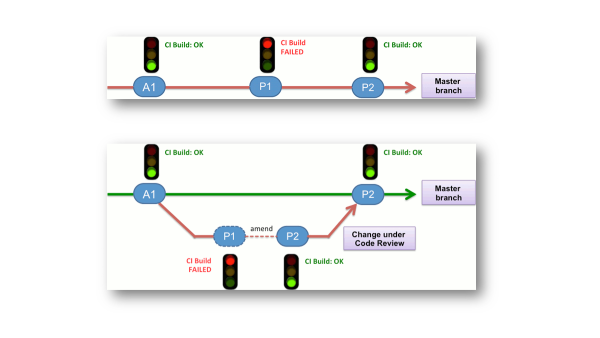 CI Build: OK
CI Build
FAILED
CI Build: OK
A1
P1
P2
Master
branch
CI Build: OK
CI Build: OK
A1
P2
Master
branch
P1
amend
P2
Change under
Code Review
CI Build
FAILED
CI Build: OK